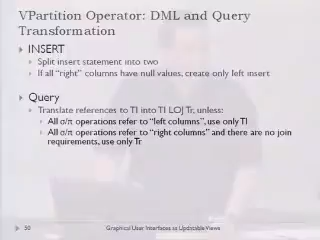 VPartition Operator: DML and Query
Transformation
INSERT
Split insert statement into two
If all "right" columns have null values, create only left insert
Query
Translate references to T1 into Tl LOJ Tr, unless:
All σ/π operations refer to "left columns", use only Tl
All σ/π operations refer to "right columns" and there are no join
requirements, use only Tr
50
Graphical User Interfaces as Updatable Views